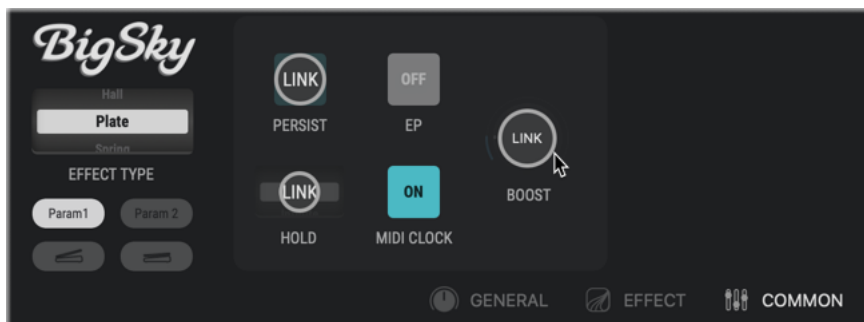 BigSky
Hall
Plate
Spring
EFFECT TYPE
Param1
Param 2
LINK
PERSIST
OFF
EP
LINK
HOLD
ON
MIDI CLOCK
LINK
BOOST
GENERAL
EFFECT
COMMON